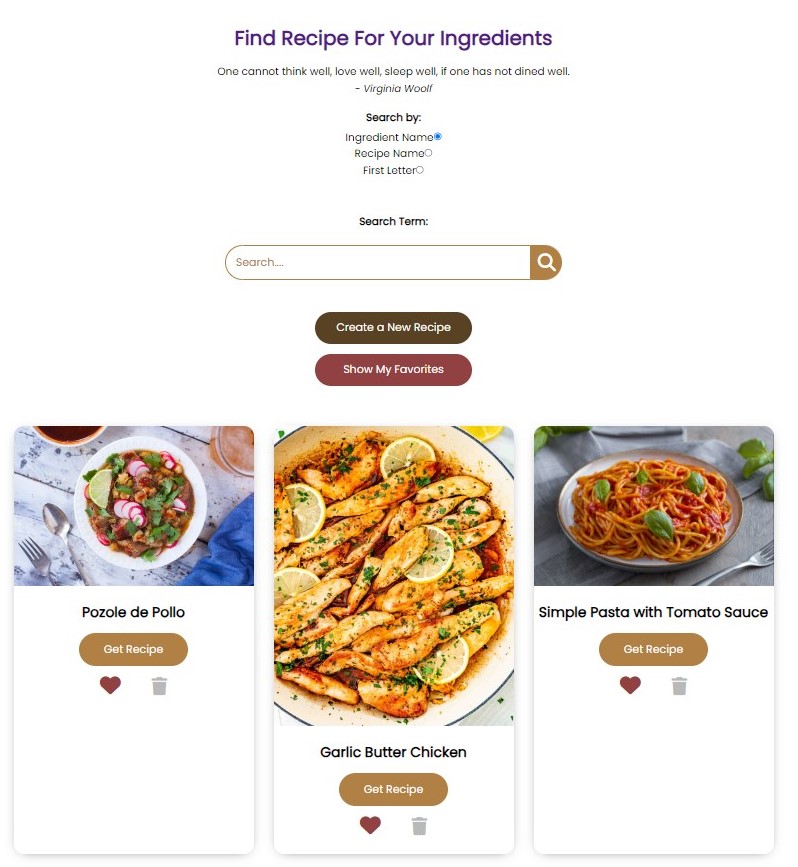 Find Recipe For Your Ingredients
One cannot think well, love well, sleep well, if one has not dined well.
- Virginia Woolf
Search by:
Ingredient Name
Recipe Name
First Letter
Search Term:
Search....
Create a New Recipe
Show My Favorites
Pozole de Pollo
Get Recipe
Garlic Butter Chicken
Get Recipe
Simple Pasta with Tomato Sauce
Get Recipe